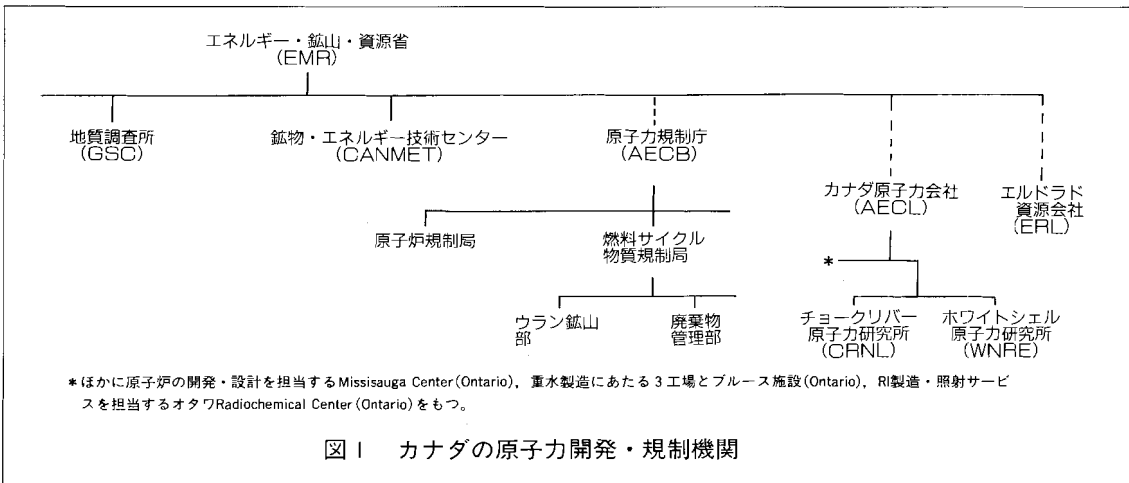 エネルギー・鉱山・資源省
(EMR)
地質調査所
(GSC)
鉱物・エネルギー技術センター
(CANMET)
原子力規制庁
(AECB)
カナダ原子力会社
(AECL)
エルドラド
資源会社
(ERL)
原子炉規制局
燃料サイクル
物質規制局
*
ウラン鉱山
部
廃棄物
管理部
チョークリバー
原子力研究所
(CRNL)
ホワイトシェル
原子力研究所
(WNRE)
*ほかに原子炉の開発・設計を担当するMissisauga Center(Ontario)，重水製造にあたる3工場とブルース施設(Ontario)，RI製造・照射サービ
スを担当するオタワRadiochemical Center(Ontario)をもつ。
図1 カナダの原子力開発・規制機関